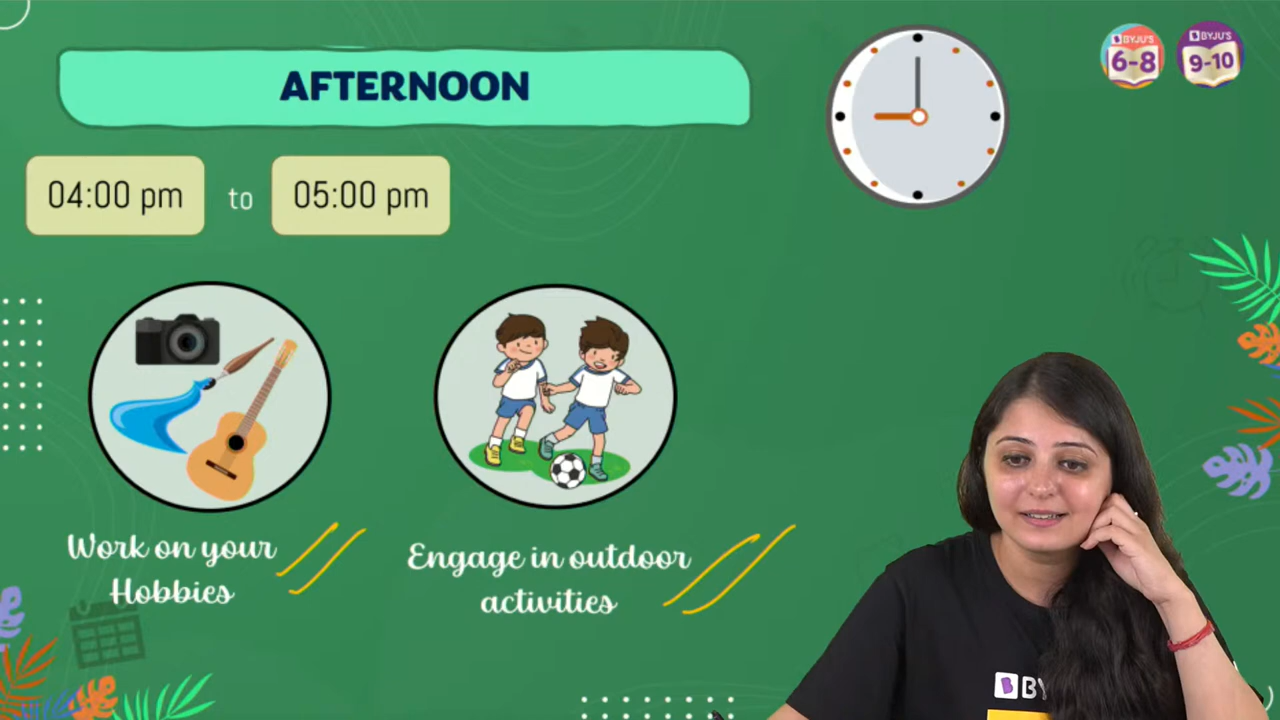 AFTERNOON
BYJU'S
6-8
BYJU'S
9-10
04:00 pm to 05:00 pm
Work on your
Hobbies
Engage in outdoor
activities